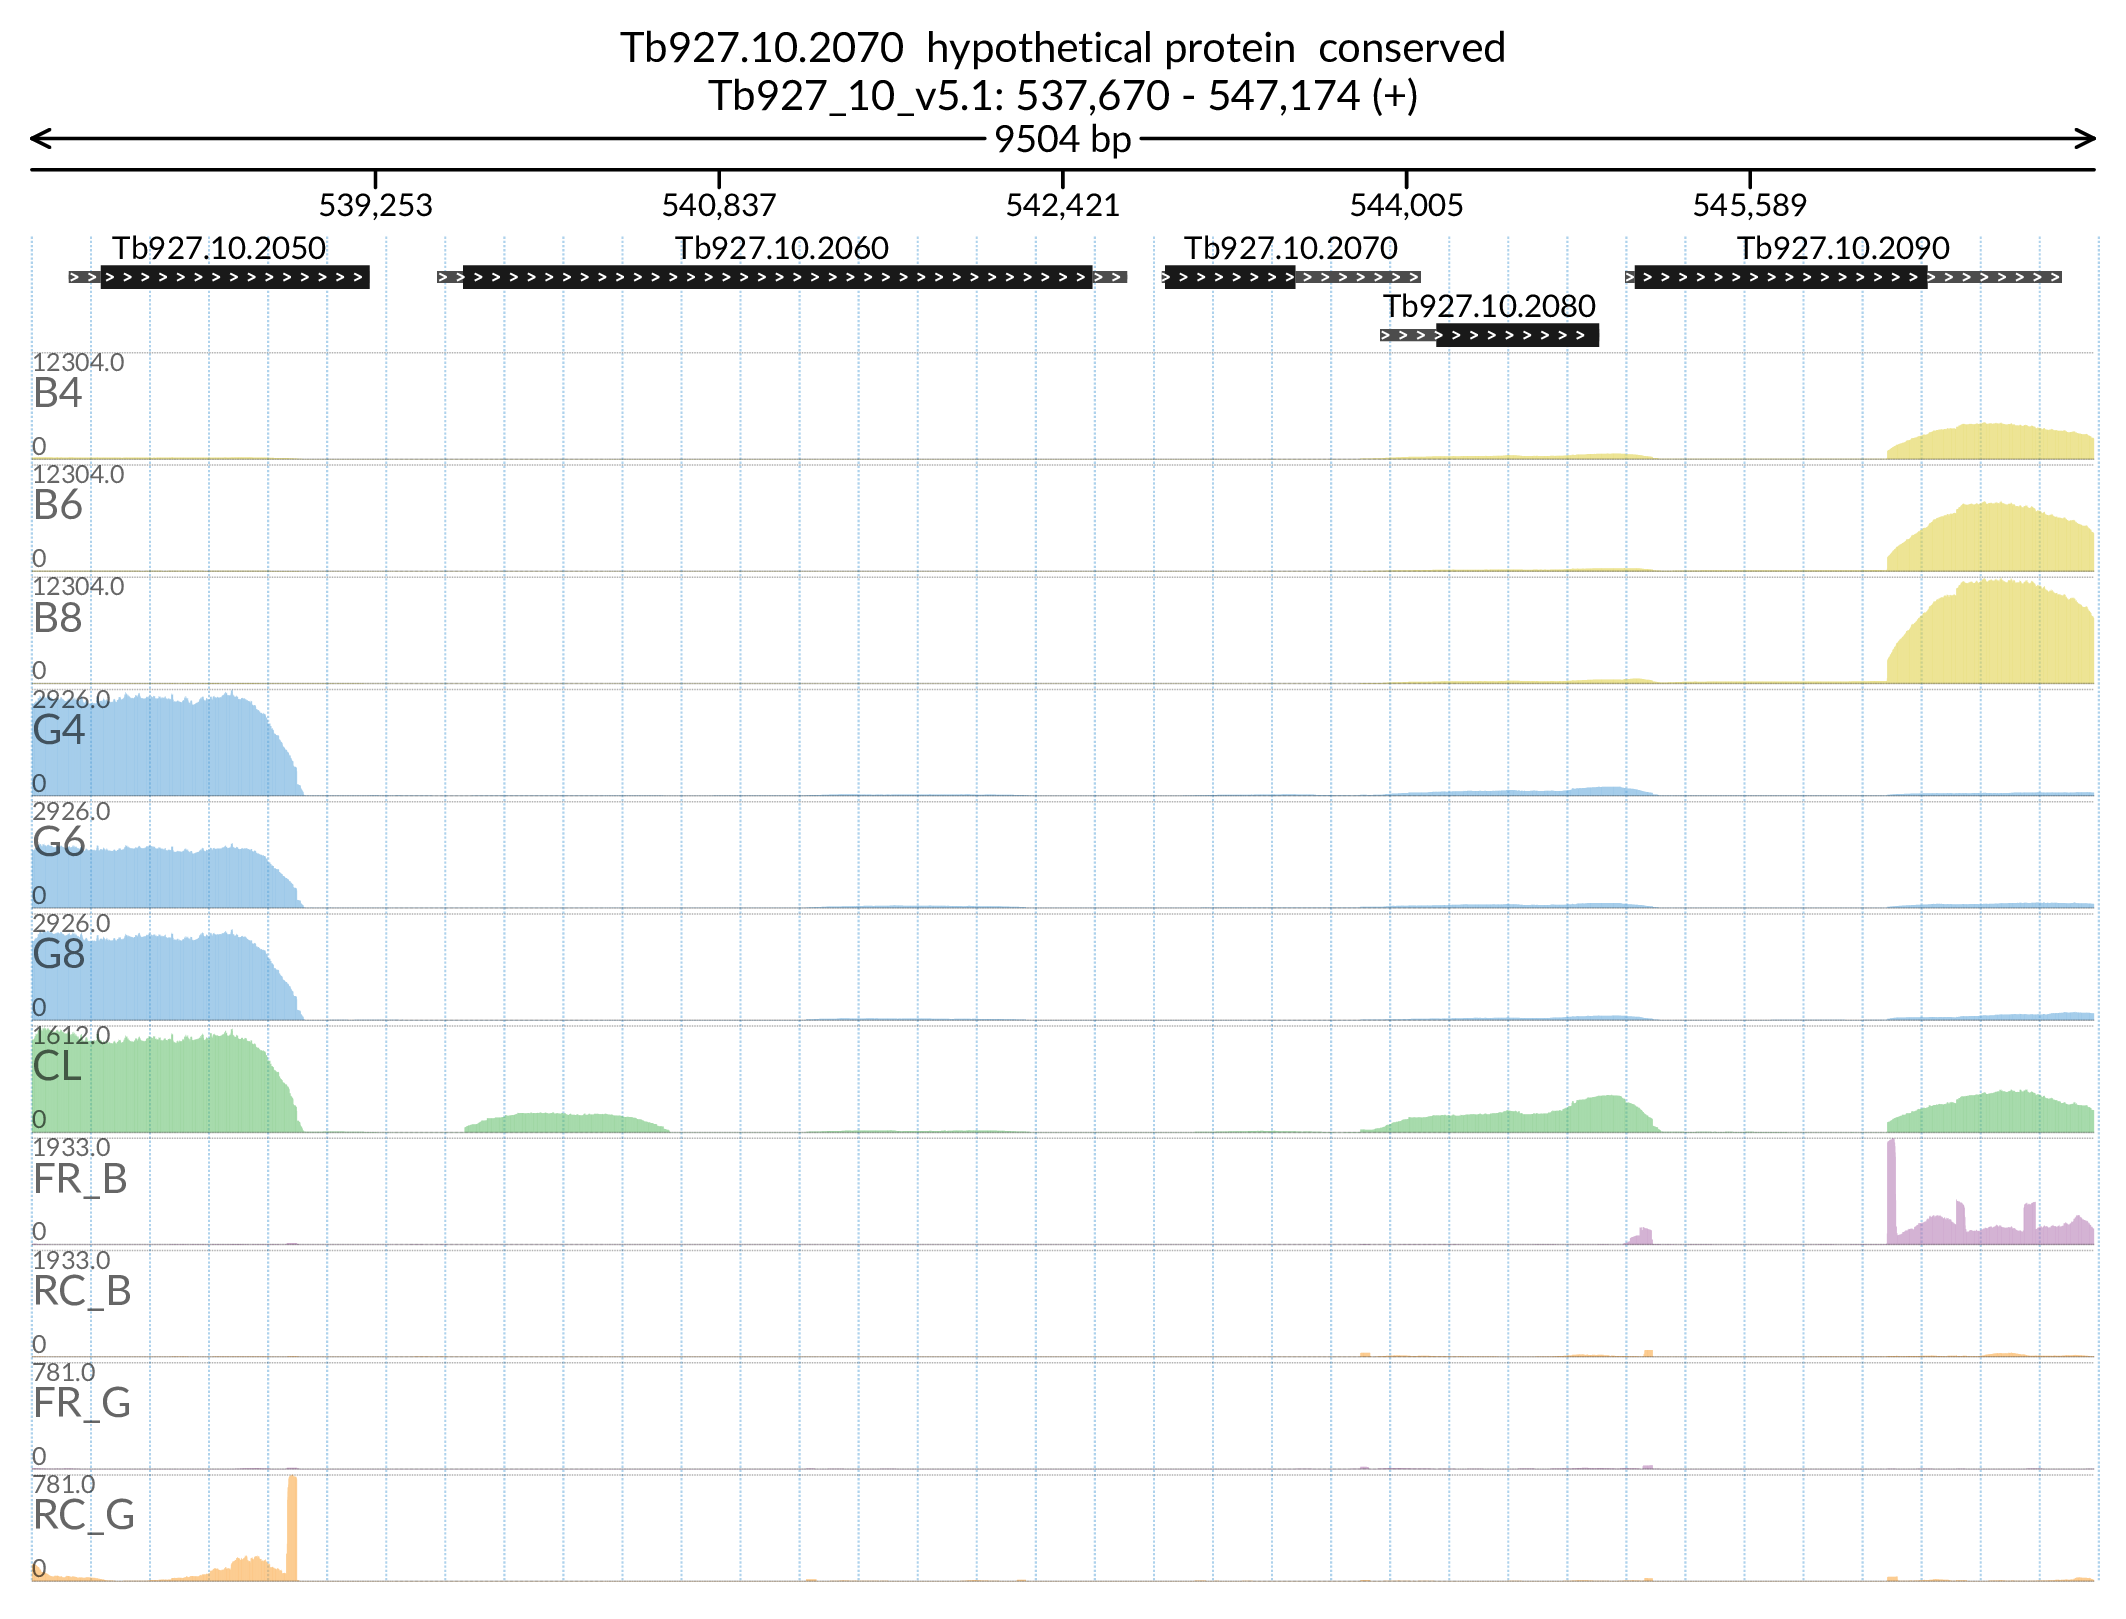 Tb927.10.2070 hypothetical protein conserved
Tb927_10_v5.1: 537,670 - 547,174 (+)
9504 bp
539,253 540,837 542,421 544,005 545,589
Tb927.10.2050 Tb927.10.2060 Tb927.10.2070 Tb927.10.2090
Tb927.10.2080
12304.0
B4
0
12304.0
B6
0
12304.0
B8
0
2926.0
G4
0
2926.0
G6
0
2926.0
G8
0
1612.0
CL
0
1933.0
FR_B
0
1933.0
RC_B
0
781.0
FR_G
0
781.0
RC_G
0